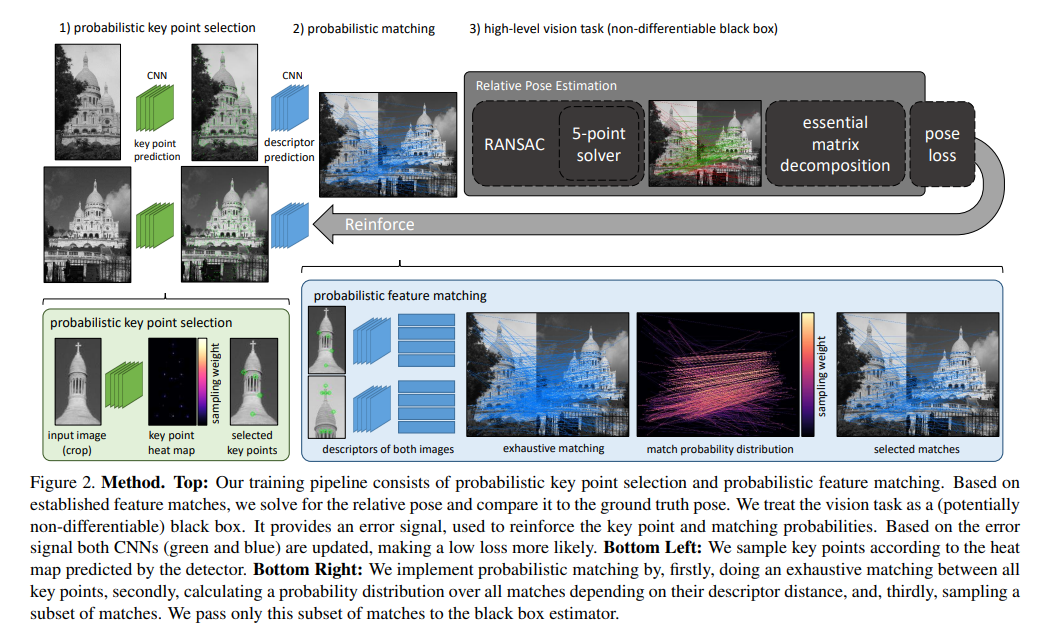 1) probabilistic key point selection
2) probabilistic matching
3) high-level vision task (non-differentiable black box)
CNN
key point
prediction
CNN
descriptor
prediction
Relative Pose Estimation
RANSAC
5-point
solver
essential
matrix
decomposition
pose
loss
Reinforce
probabilistic key point selection
input image
(crop)
key point
heat map
sampling weight
selected
key points
probabilistic feature matching
descriptors of both images
exhaustive matching
match probability distribution
sampling weight
selected matches
Figure 2. Method. Top: Our training pipeline consists of probabilistic key point selection and probabilistic feature matching. Based on
established feature matches, we solve for the relative pose and compare it to the ground truth pose. We treat the vision task as a (potentially
non-differentiable) black box. It provides an error signal, used to reinforce the key point and matching probabilities. Based on the error
signal both CNNs (green and blue) are updated, making a low loss more likely. Bottom Left: We sample key points according to the heat
map predicted by the detector. Bottom Right: We implement probabilistic matching by, firstly, doing an exhaustive matching between all
key points, secondly, calculating a probability distribution over all matches depending on their descriptor distance, and, thirdly, sampling a
subset of matches. We pass only this subset of matches to the black box estimator.